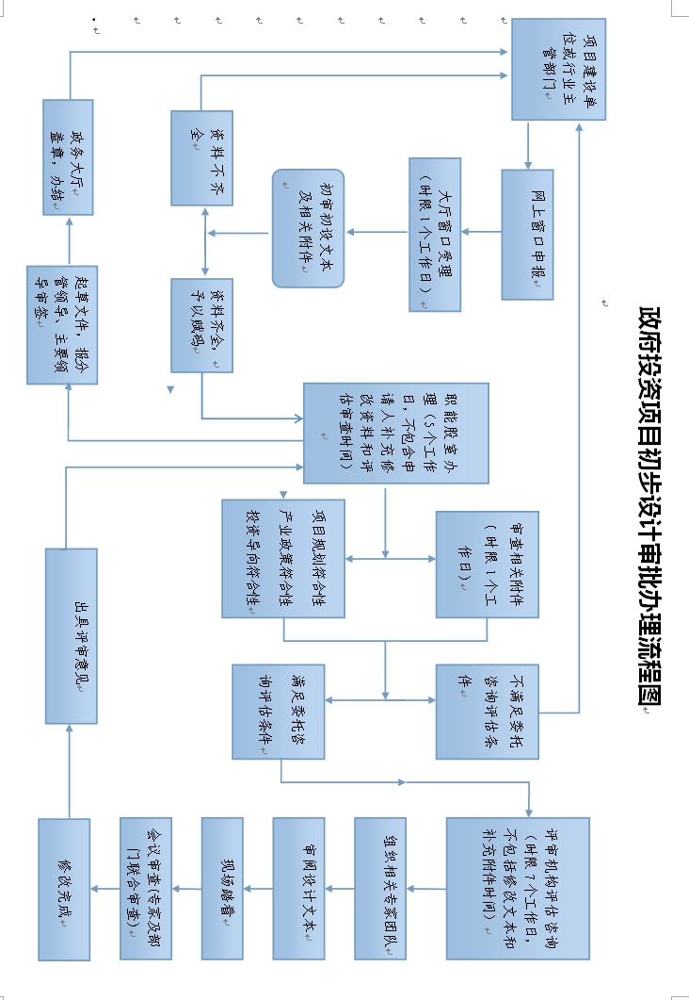 政府投资项目初步设计审批办理流程图
项目建设单
位或行业主
管部门
网上窗口申报
大厅窗口受理
（时限1个工作日）
初审初设文本
及相关附件
资料不齐
全
资料齐全，
予以赋码
政务大厅
盖章，办结
起草文件，报分
管领导、主要领
导审签
职能股室办
理（5个工作
日，不包含申
请人补充修
改资料和评
估审查时间）
审查相关附件
（时限1个工
作日）
项目规划符合性
产业政策符合性
投资导向符合性
不满足委托
咨询评估条
件
满足委托咨
询评估条件
评审机构评估咨询
（时限7个工作日，
不包括修改文本和
补充附件时间）
组织相关专家团队
审阅设计文本
现场踏看
会议审查(专家及部
门联合审查）
修改完成
出具评审意见